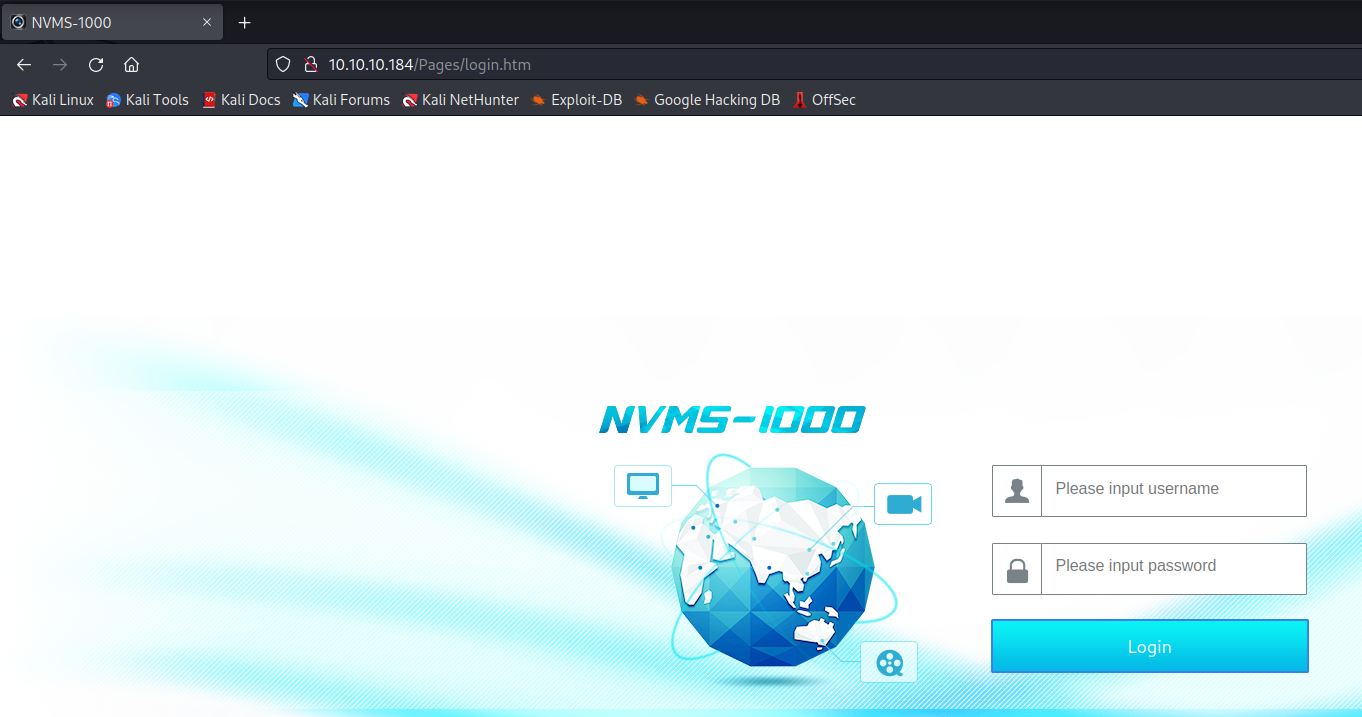 NVMS-1000
10.10.10.184/Pages/login.htm
Kali Linux Kali Tools Kali Docs Kali Forums Kali NetHunter Exploit-DB Google Hacking DB OffSec
NVMS-1000
Please input username
Please input password
Login